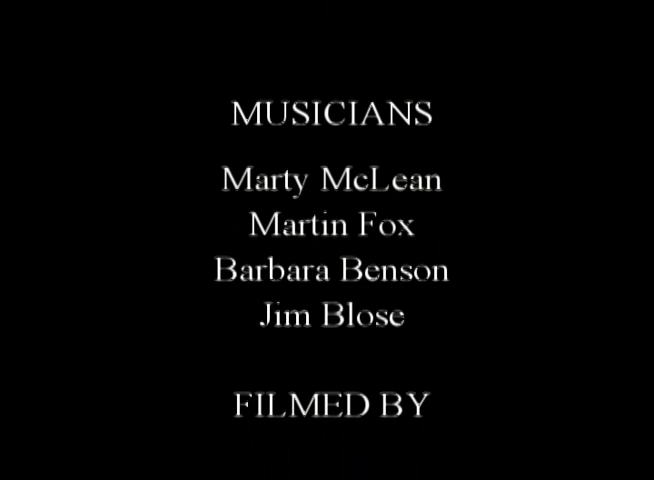 MUSICIANS
Marty McLean
Martin Fox
Barbara Benson
Jim Blose
FILMED BY